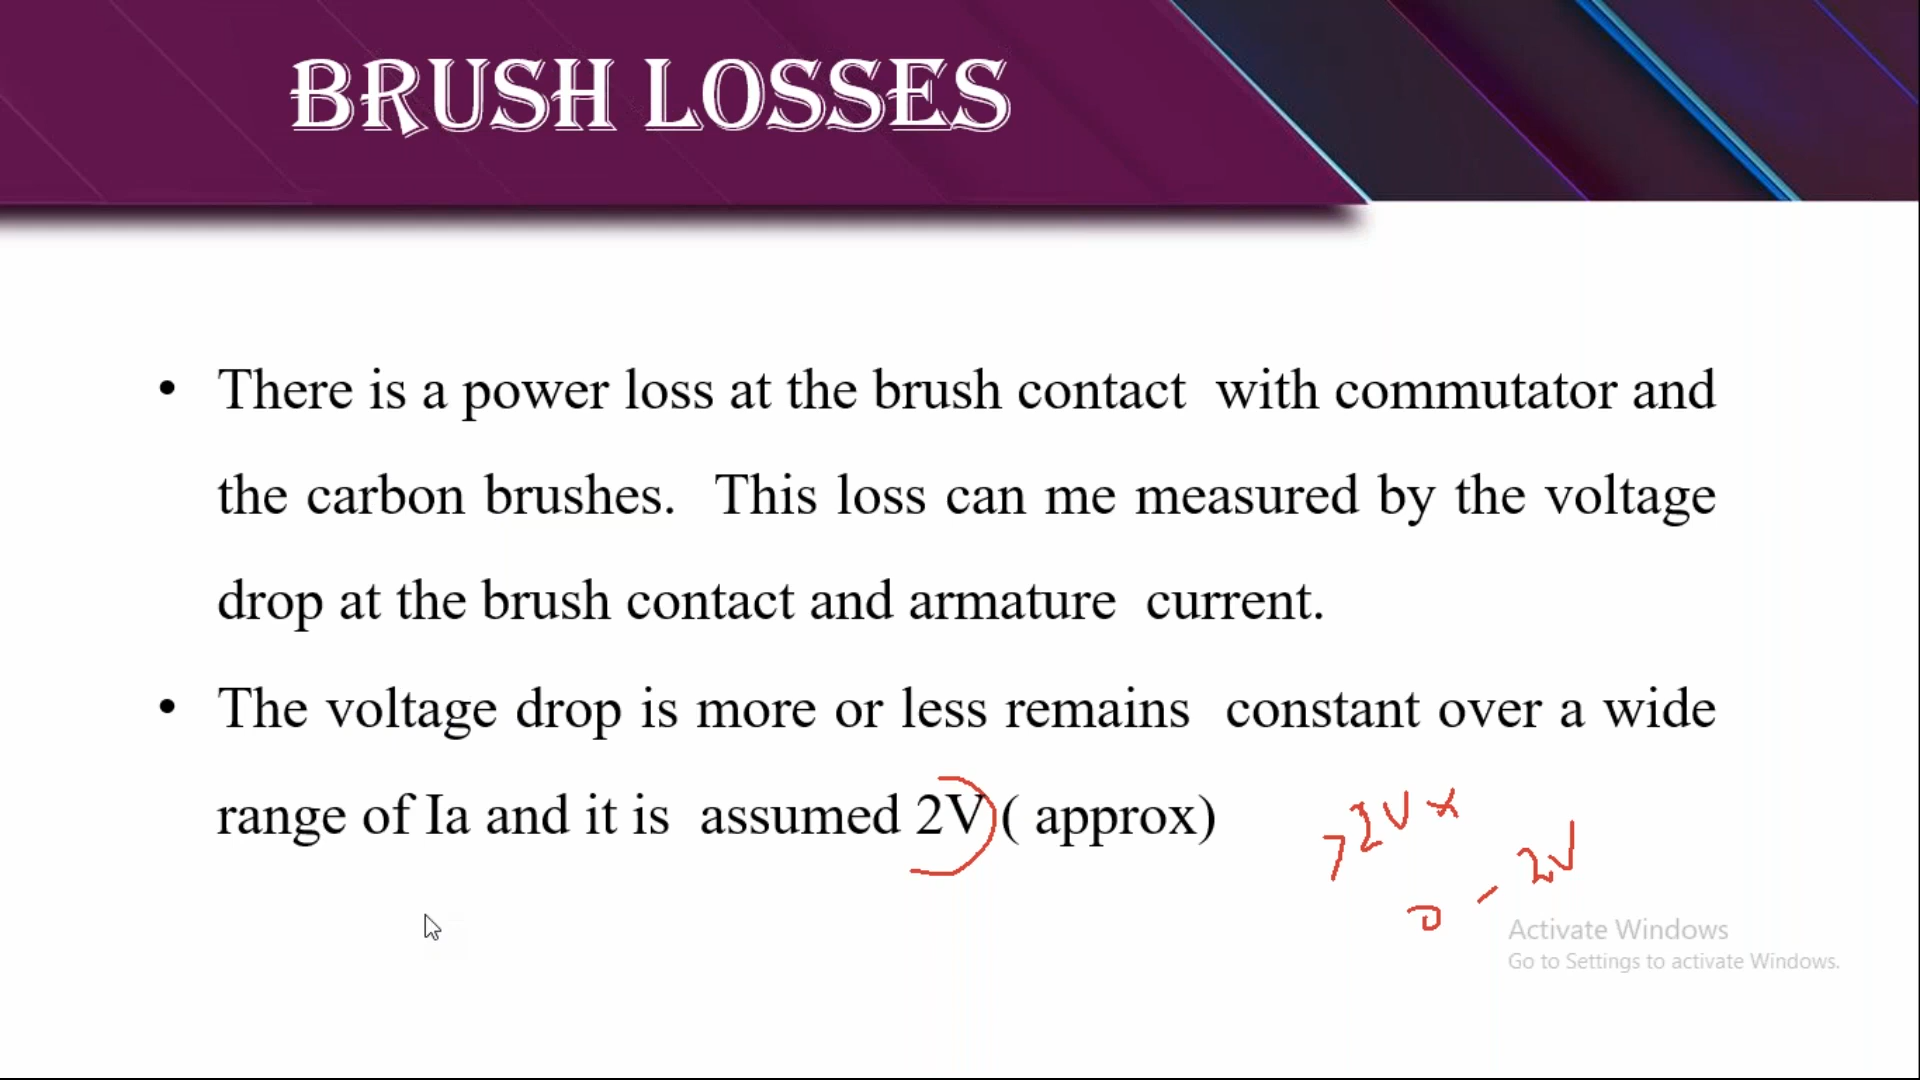 BRUSH LOSSES
• There is a power loss at the brush contact with commutator and
the carbon brushes. This loss can me measured by the voltage
drop at the brush contact and armature current.
• The voltage drop is more or less remains constant over a wide
range of Ia and it is assumed 2V ( approx)
>2V x
0 - 2V
Activate Windows
Go to Settings to activate Windows.